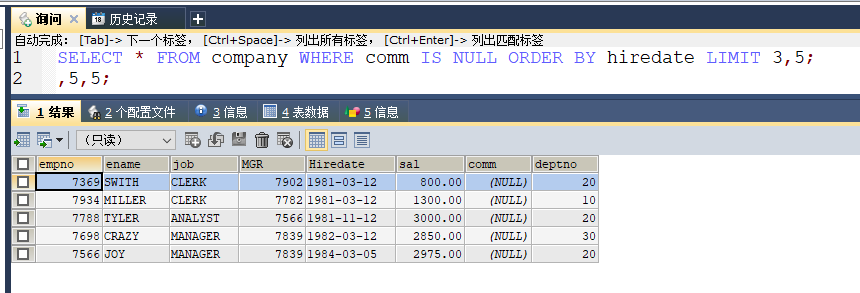 询问 历史记录
自动完成： [Tab]-> 下一个标签， [Ctrl+Space]-> 列出所有标签， [Ctrl+Enter]-> 列出匹配标签
1 SELECT * FROM company WHERE comm IS NULL ORDER BY hiredate LIMIT 3,5;
2 ,5,5;
1 结果 2 个配置文件 3 信息 4 表数据 5 信息
（只读）
empno ename job MGR Hiredate sal comm deptno
7369 SWITH CLERK 7902 1981-03-12 800.00 (NULL) 20
7934 MILLER CLERK 7782 1981-03-12 1300.00 (NULL) 10
7788 TYLER ANALYST 7566 1981-11-12 3000.00 (NULL) 20
7698 CRAZY MANAGER 7839 1982-03-12 2850.00 (NULL) 30
7566 JOY MANAGER 7839 1984-03-05 2975.00 (NULL) 20